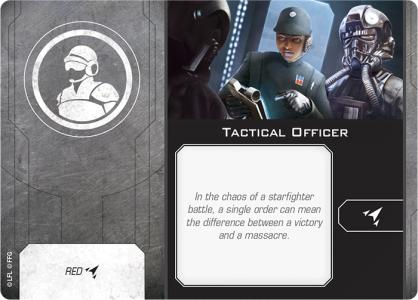 TACTICAL OFFICER
In the chaos of a starfighter
battle, a single order can mean
the difference between a victory
and a massacre.
RED
© LFL © FFG